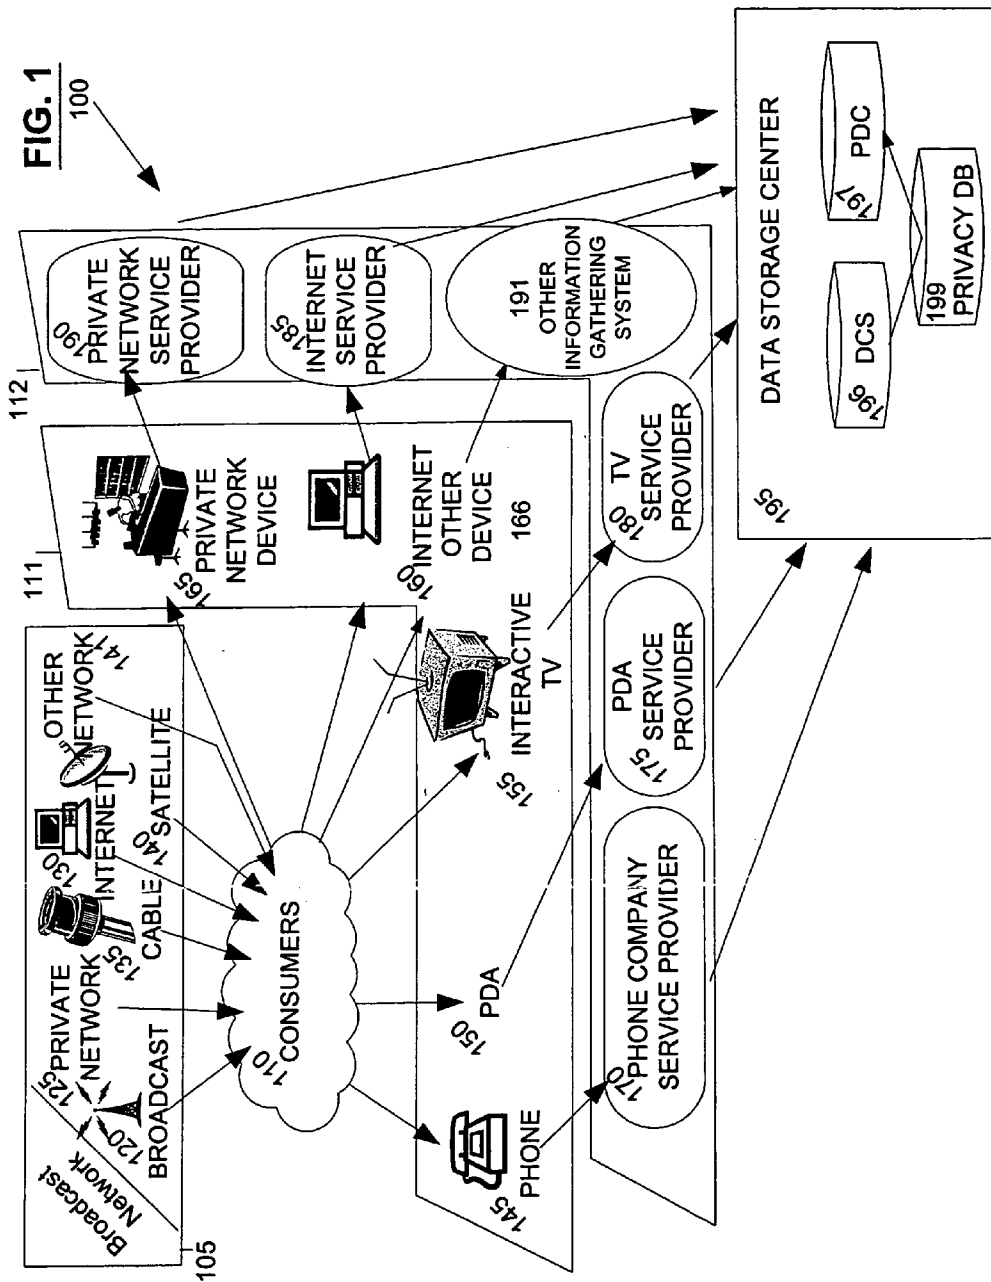 FIG. 1
100
Broadcast
Network
105
120
BROADCAST
125
PRIVATE
NETWORK
135
CABLE
130
INTERNET
140
SATELLITE
OTHER
NETWORK
141
110
CONSUMERS
111
145
PHONE
150
PDA
155
INTERACTIVE
TV
160
INTERNET
OTHER
DEVICE
166
165
PRIVATE
NETWORK
DEVICE
112
170
PHONE COMPANY
SERVICE PROVIDER
175
PDA
SERVICE
PROVIDER
180
TV
SERVICE
PROVIDER
190
PRIVATE
NETWORK
SERVICE
PROVIDER
185
INTERNET
SERVICE
PROVIDER
191
OTHER
INFORMATION
GATHERING
SYSTEM
195
DATA STORAGE CENTER
196
DCS
197
PDC
199
PRIVACY DB